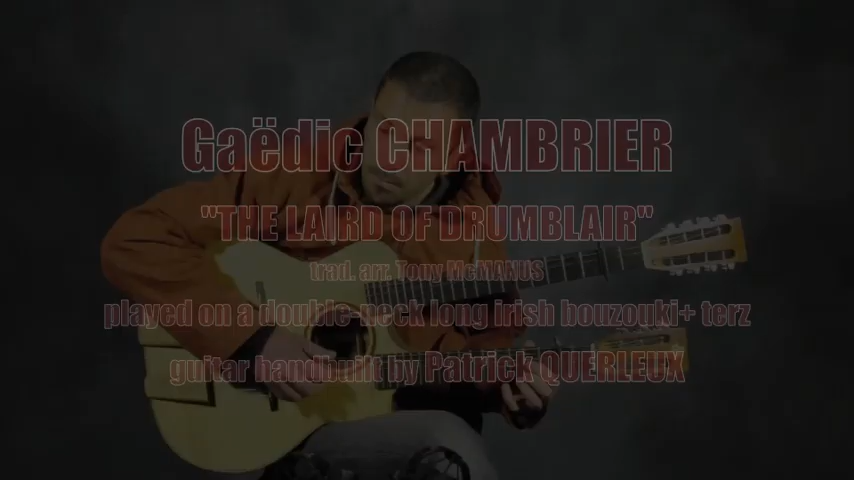 Gaëdic CHAMBRIER
"THE LAIRD OF DRUMBLAIR"
trad. arr. Tony McMANUS
played on a double-neck long irish bouzouki+ terz
guitar handbuilt by Patrick QUERLEUX